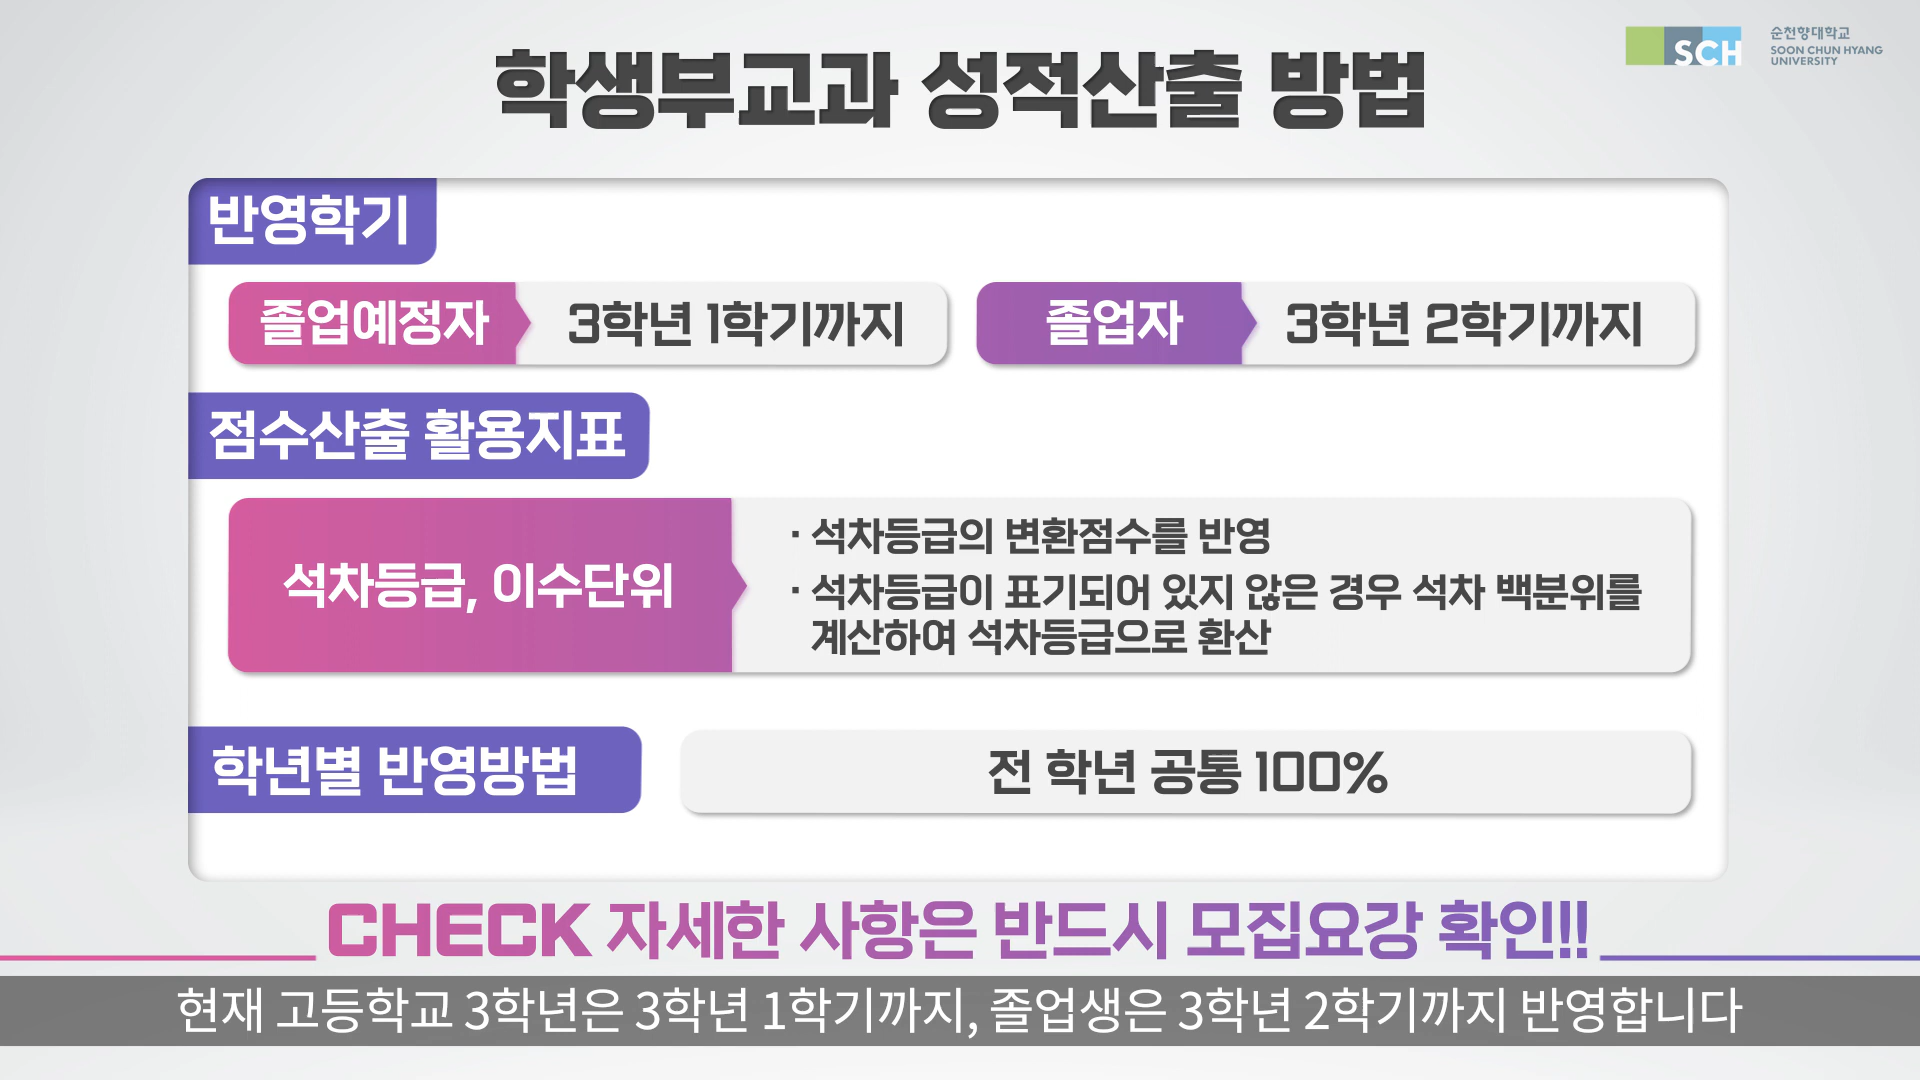 SCH
순천향대학교
SOON CHUN HYANG
UNIVERSITY
학생부교과 성적산출 방법
반영학기
졸업예정자
3학년 1학기까지
졸업자
3학년 2학기까지
점수산출 활용지표
석차등급, 이수단위
· 석차등급의 변환점수를 반영
· 석차등급이 표기되어 있지 않은 경우 석차 백분위를
계산하여 석차등급으로 환산
학년별 반영방법
전 학년 공통 100%
CHECK 자세한 사항은 반드시 모집요강 확인!!
현재 고등학교 3학년은 3학년 1학기까지, 졸업생은 3학년 2학기까지 반영합니다